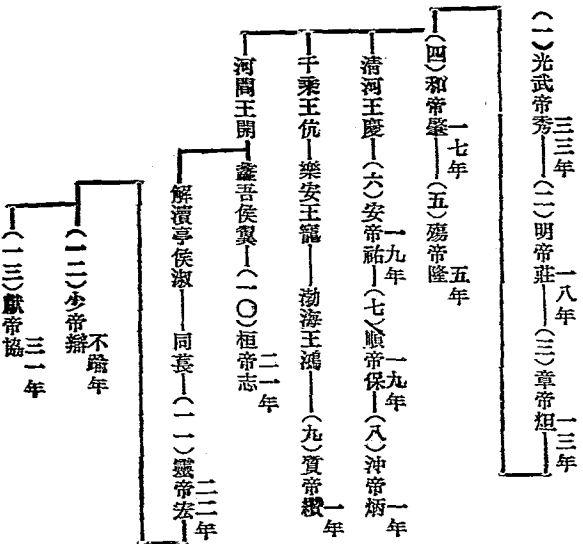 (一)光武帝秀 三三年 (二)明帝莊 一八年 (三)章帝炟 一三年
(四)和帝肇 一七年 (五)殤帝隆 五年
清河王慶 (六)安帝祐 一九年 (七)順帝保 一九年 (八)沖帝炳 一年
千乘王伉 樂安王寵 渤海王鴻 (九)質帝纘 一年
河間王開 蠡吾侯翼 (一〇)桓帝志 二一年
解瀆亭侯淑 同萇 (一一)靈帝宏 二二年
(一二)少帝辯 不踰年
(一三)獻帝協 三一年